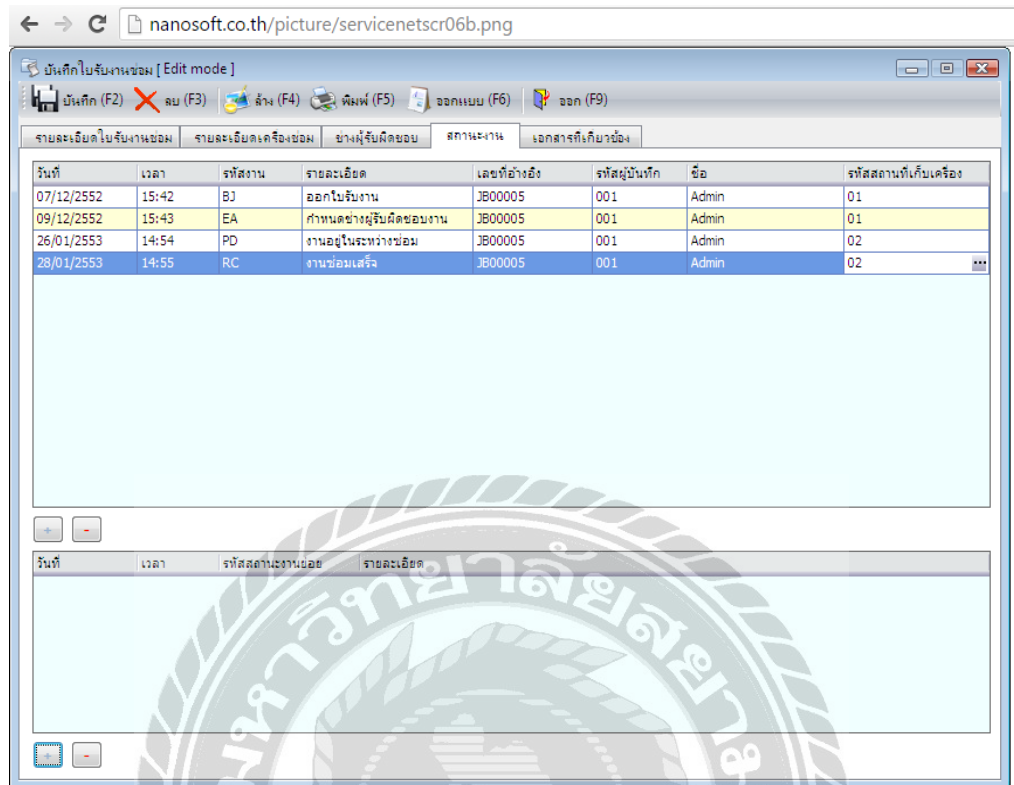 nanosoft.co.th/picture/servicenetscr06b.png
บันทึกใบรับงานซ่อม [ Edit mode ]
บันทึก (F2) ลบ (F3) ล้าง (F4) พิมพ์ (F5) ออกแบบ (F6) ออก (F9)
รายละเอียดใบรับงานซ่อม รายละเอียดเครื่องซ่อม ช่างผู้รับผิดชอบ สถานะงาน เอกสารที่เกี่ยวข้อง
วันที่ เวลา รหัสงาน รายละเอียด เลขที่อ้างอิง รหัสผู้บันทึก ชื่อ รหัสสถานที่เก็บเครื่อง
07/12/2552 15:42 BJ ออกใบรับงาน JB00005 001 Admin 01
09/12/2552 15:43 EA กำหนดช่างผู้รับผิดชอบงาน JB00005 001 Admin 01
26/01/2553 14:54 PD งานอยู่ในระหว่างซ่อม JB00005 001 Admin 02
28/01/2553 14:55 RC งานซ่อมเสร็จ JB00005 001 Admin 02 ...
+ -
วันที่ เวลา รหัสสถานะงานย่อย รายละเอียด
+ -